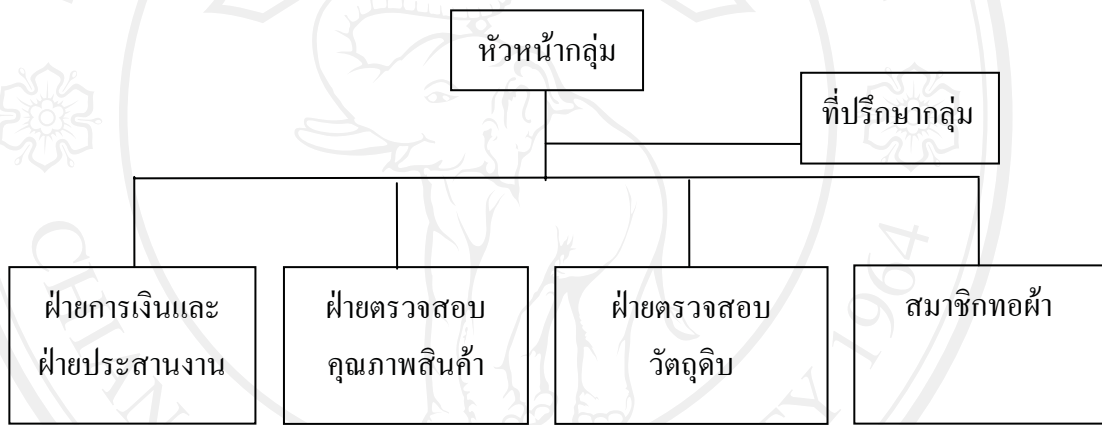 หัวหน้ากลุ่ม
ที่ปรึกษากลุ่ม
ฝ่ายการเงินและ
ฝ่ายประสานงาน
ฝ่ายตรวจสอบ
คุณภาพสินค้า
ฝ่ายตรวจสอบ
วัตถุดิบ
สมาชิกทอผ้า
1964